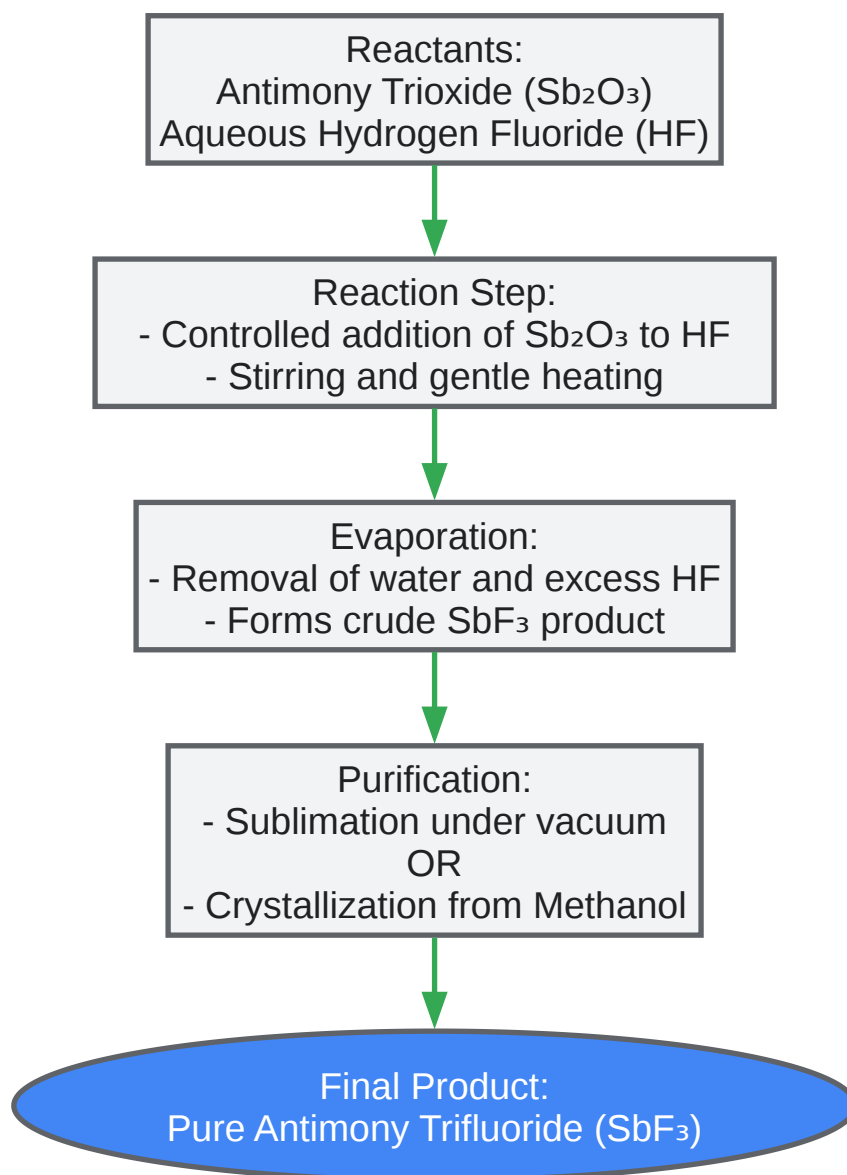 Reactants:
Antimony Trioxide (Sb₂O₃)
Aqueous Hydrogen Fluoride (HF)
Reaction Step:
- Controlled addition of Sb₂O₃ to HF
- Stirring and gentle heating
Evaporation:
- Removal of water and excess HF
- Forms crude SbF₃ product
Purification:
- Sublimation under vacuum
OR
- Crystallization from Methanol
Final Product:
Pure Antimony Trifluoride (SbF₃)